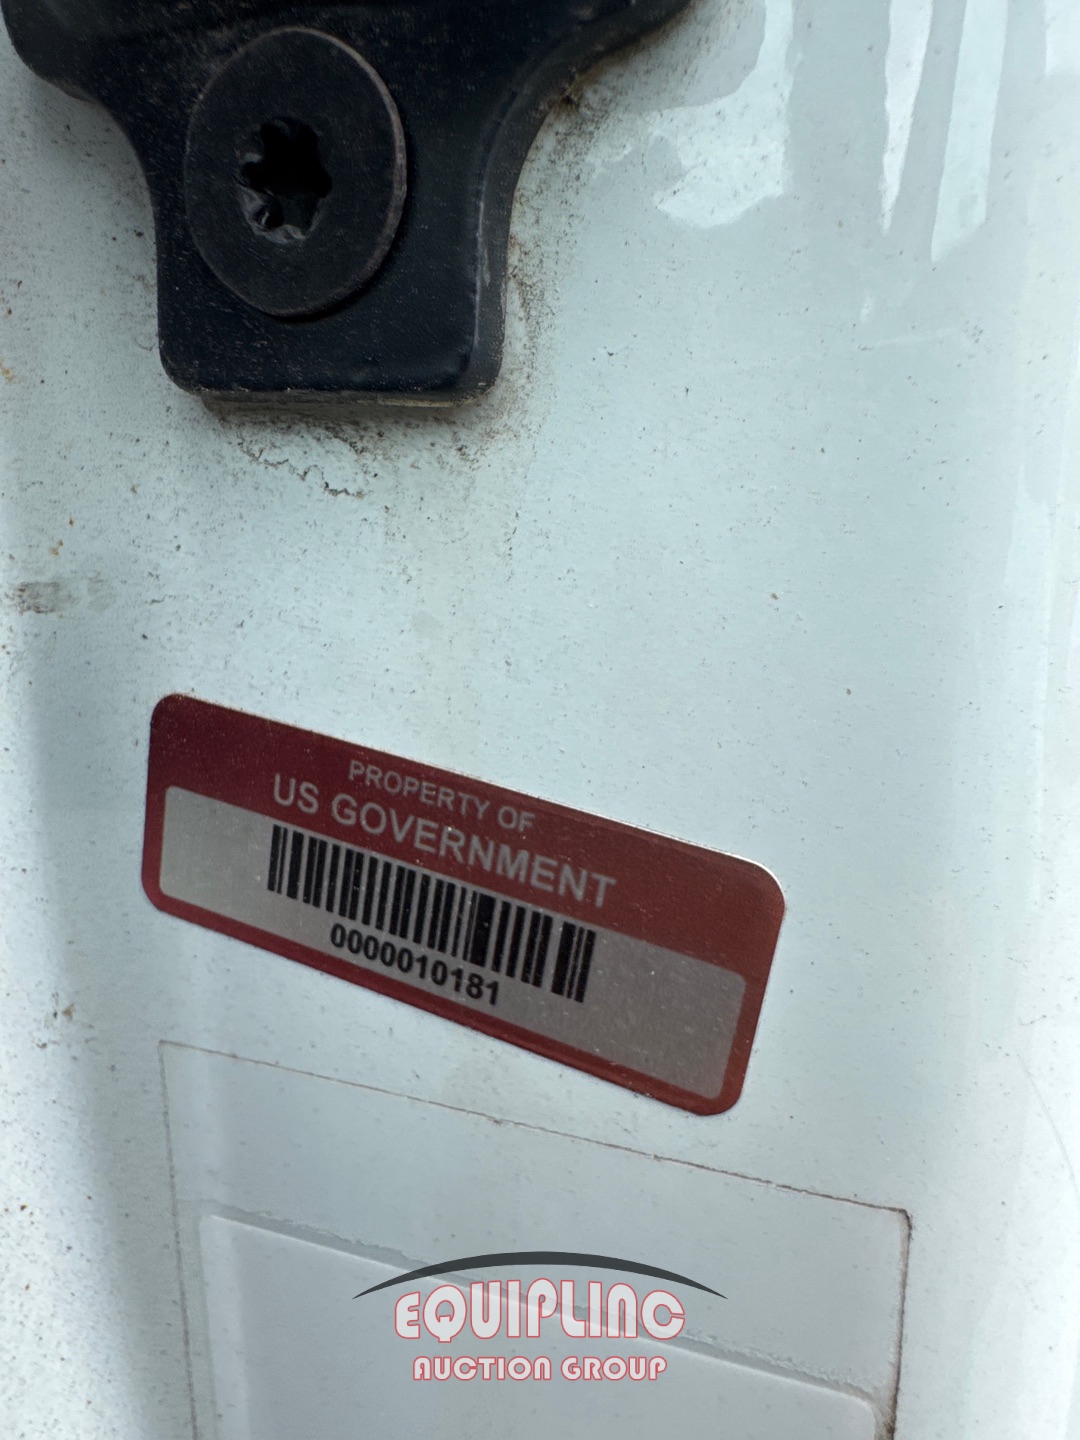 PROPERTY OF
US GOVERNMENT
0000010181
EQUIPLINC
AUCTION GROUP